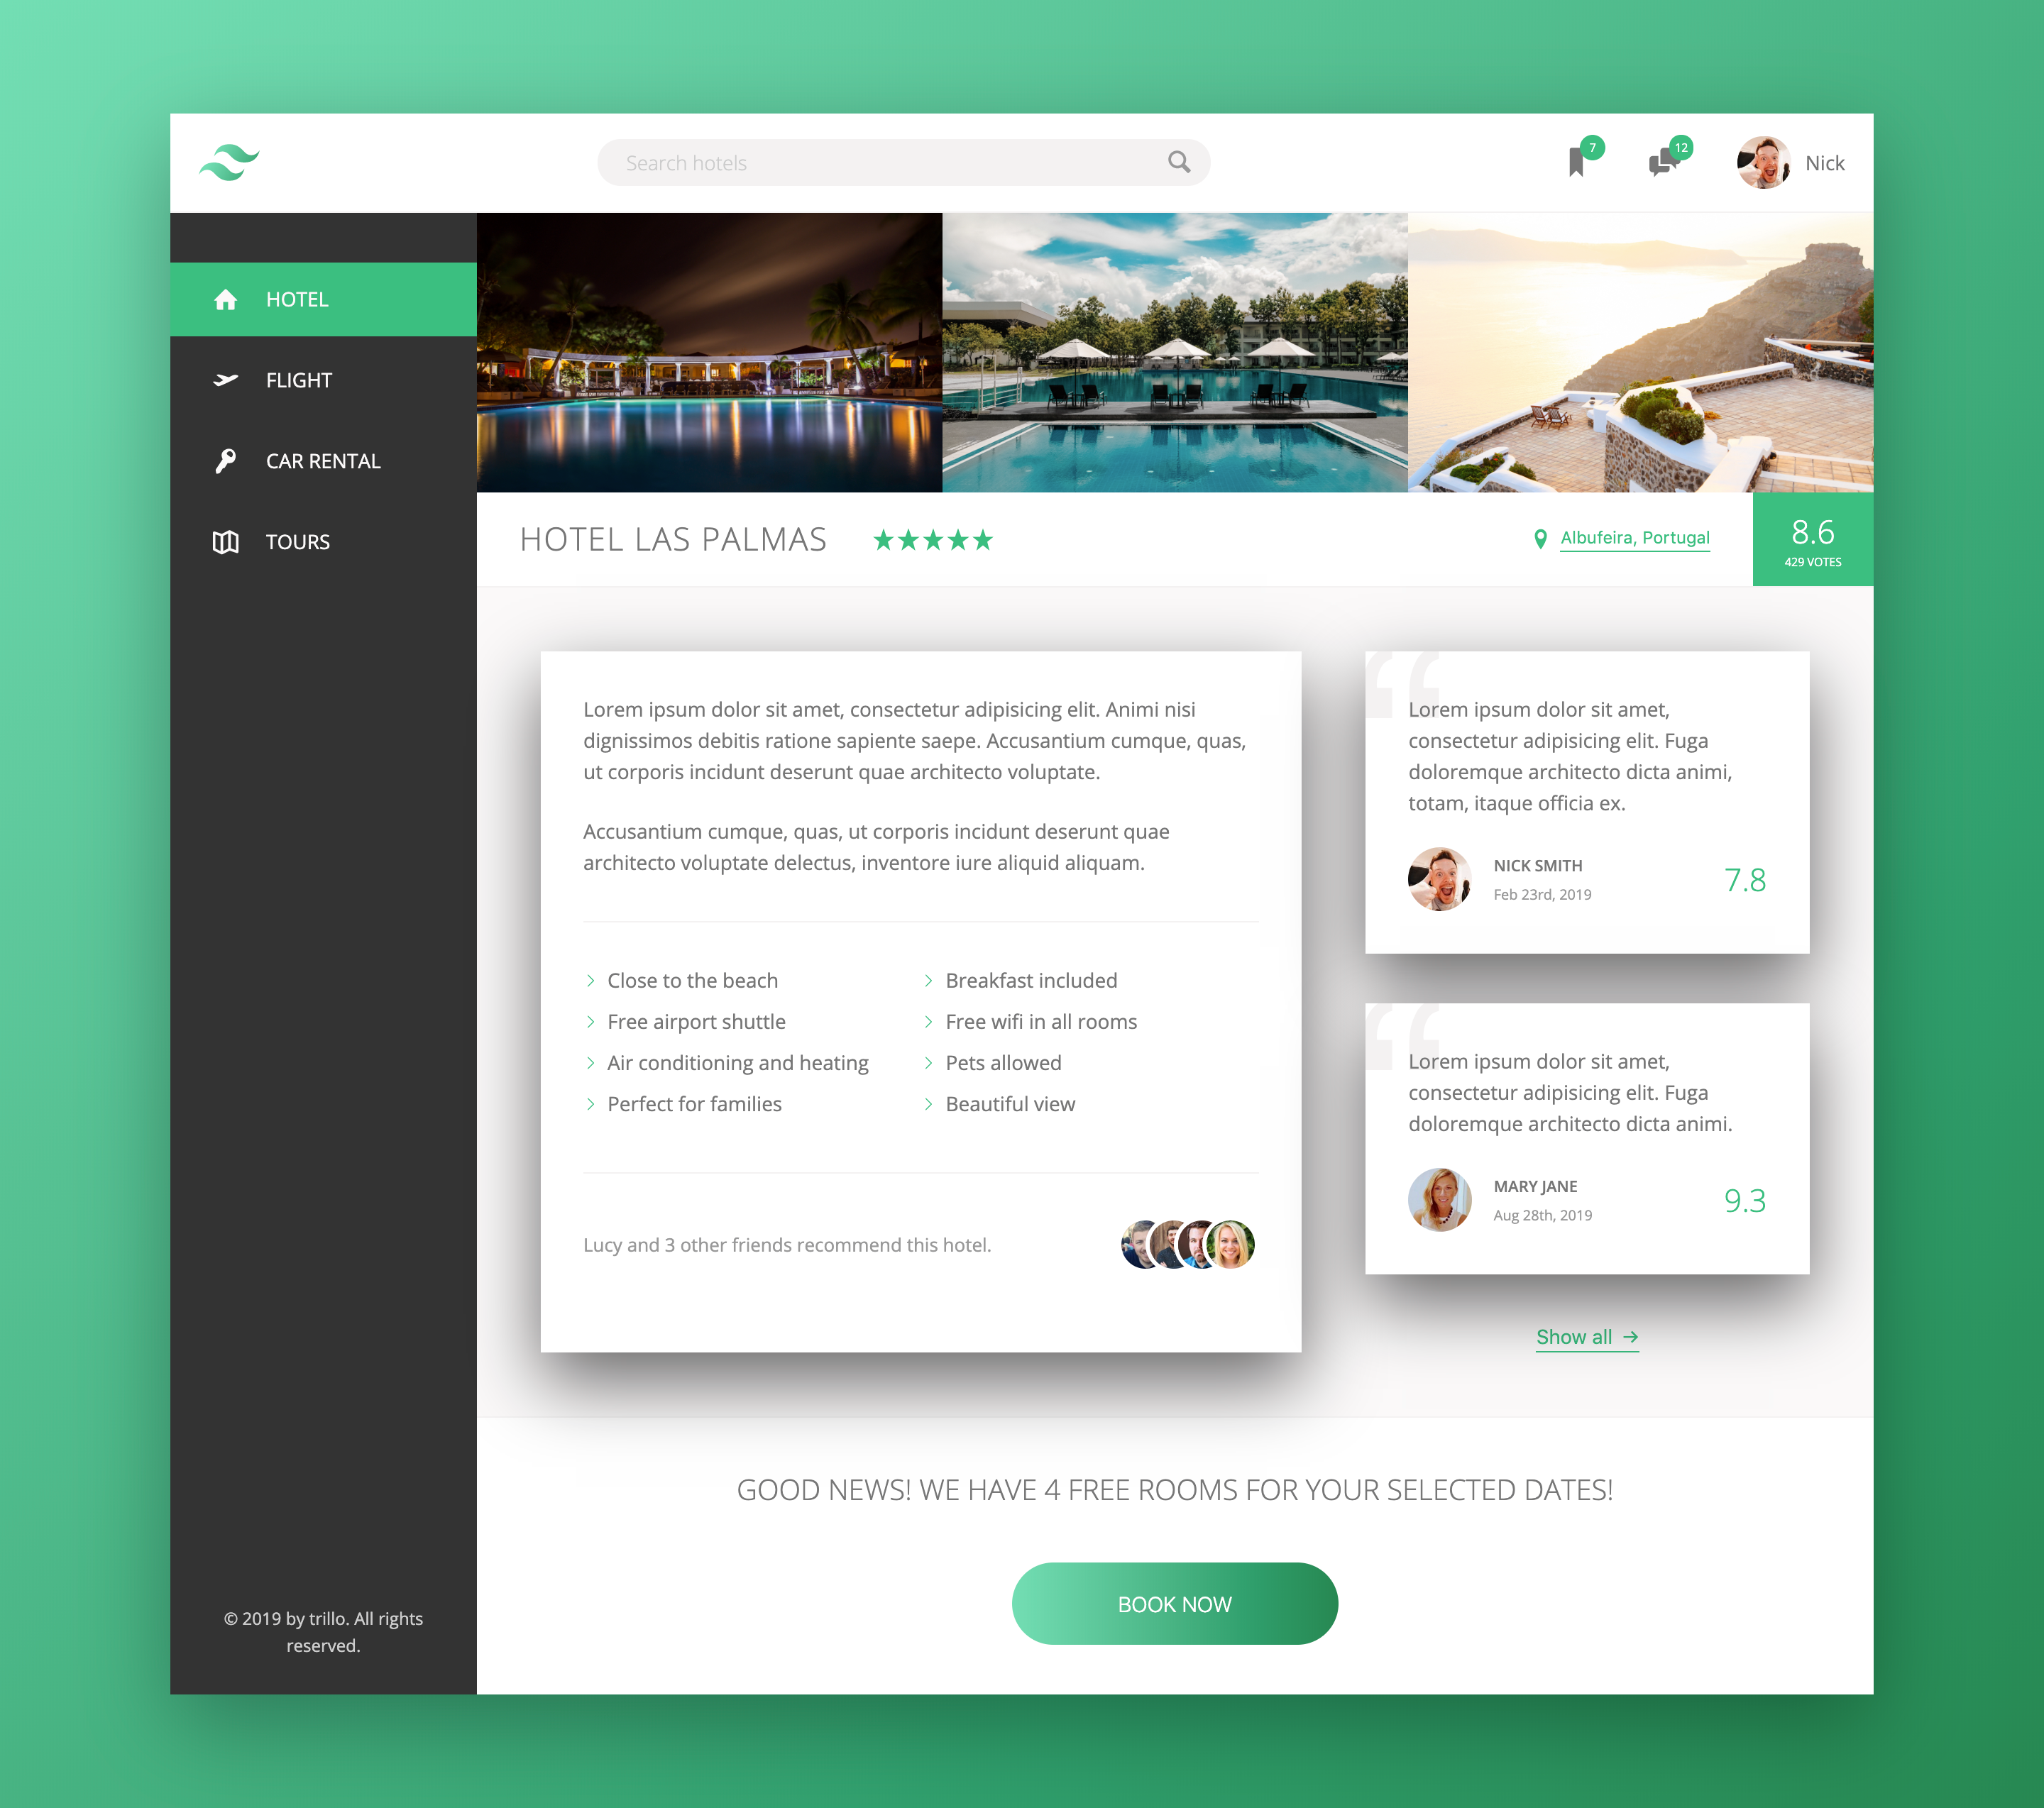 Search hotels
7
12
Nick
HOTEL
FLIGHT
CAR RENTAL
TOURS
© 2019 by trillo. All rights
reserved.
HOTEL LAS PALMAS
Albufeira, Portugal
8.6
429 VOTES
Lorem ipsum dolor sit amet, consectetur adipisicing elit. Animi nisi
dignissimos debitis ratione sapiente saepe. Accusantium cumque, quas,
ut corporis incidunt deserunt quae architecto voluptate.
Accusantium cumque, quas, ut corporis incidunt deserunt quae
architecto voluptate delectus, inventore iure aliquid aliquam.
Close to the beach
Breakfast included
Free airport shuttle
Free wifi in all rooms
Air conditioning and heating
Pets allowed
Perfect for families
Beautiful view
Lucy and 3 other friends recommend this hotel.
“
Lorem ipsum dolor sit amet,
consectetur adipisicing elit. Fuga
doloremque architecto dicta animi,
totam, itaque officia ex.
NICK SMITH
Feb 23rd, 2019
7.8
“
Lorem ipsum dolor sit amet,
consectetur adipisicing elit. Fuga
doloremque architecto dicta animi.
MARY JANE
Aug 28th, 2019
9.3
Show all →
GOOD NEWS! WE HAVE 4 FREE ROOMS FOR YOUR SELECTED DATES!
BOOK NOW